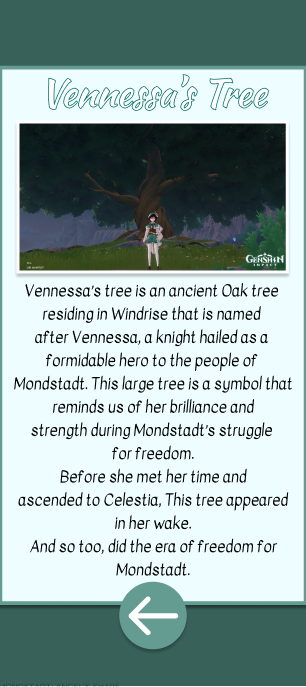 Vennessa's Tree
GENSHIN
IMPACT
Vennessa's tree is an ancient Oak tree
residing in Windrise that is named
after Vennessa, a knight hailed as a
formidable hero to the people of
Mondstadt. This large tree is a symbol that
reminds us of her brilliance and
strength during Mondstadt's struggle
for freedom.
Before she met her time and
ascended to Celestia, This tree appeared
in her wake.
And so too, did the era of freedom for
Mondstadt.